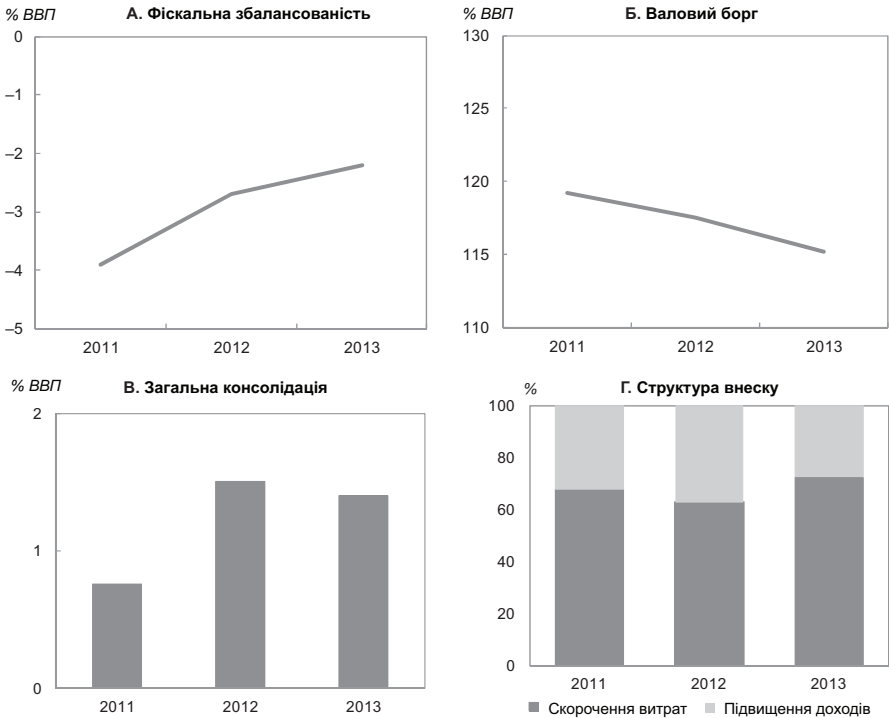 % ВВП
А. Фіскальна збалансованість
0
–1
–2
–3
–4
–5
2011 2012 2013
% ВВП
Б. Валовий борг
130
125
120
115
110
2011 2012 2013
% ВВП
В. Загальна консолідація
2
1
0
2011 2012 2013
%
Г. Структура внеску
100
80
60
40
20
0
2011 2012 2013
Скорочення витрат Підвищення доходів